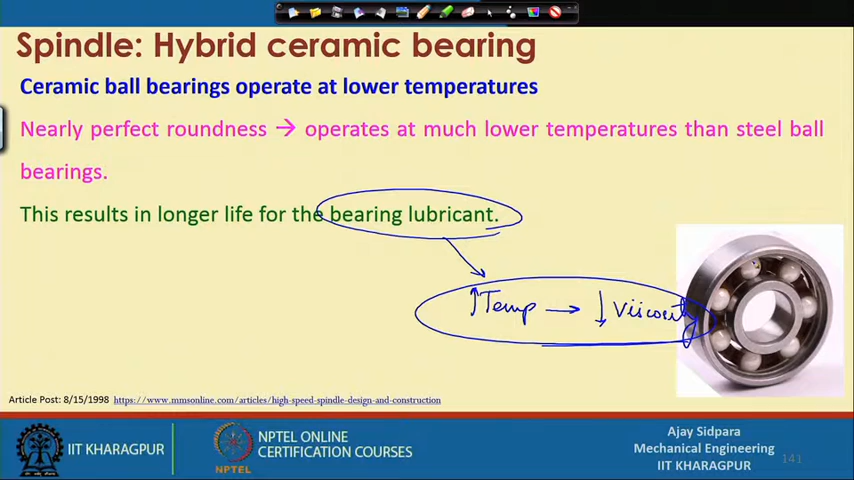 Spindle: Hybrid ceramic bearing
Ceramic ball bearings operate at lower temperatures
Nearly perfect roundness → operates at much lower temperatures than steel ball
bearings.
This results in longer life for the bearing lubricant.
↑Temp → ↓ Viscosity
Article Post: 8/15/1998 https://www.mmsonline.com/articles/high-speed-spindle-design-and-construction
IIT KHARAGPUR
NPTEL
NPTEL ONLINE
CERTIFICATION COURSES
Ajay Sidpara
Mechanical Engineering
IIT KHARAGPUR
141